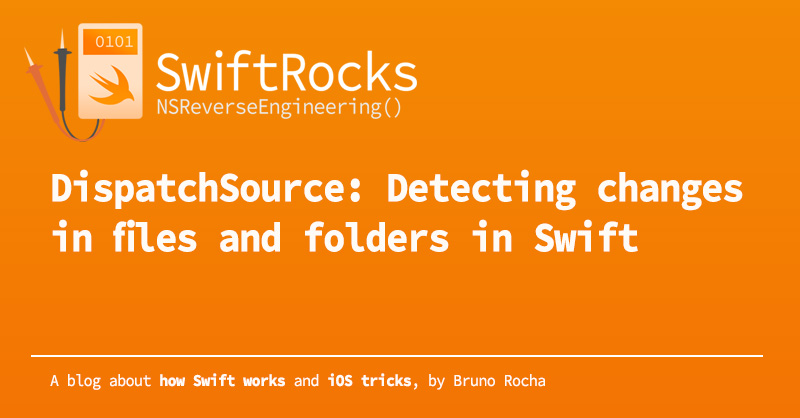 0101
SwiftRocks
NSReverseEngineering()
DispatchSource: Detecting changes
in files and folders in Swift
A blog about how Swift works and iOS tricks, by Bruno Rocha